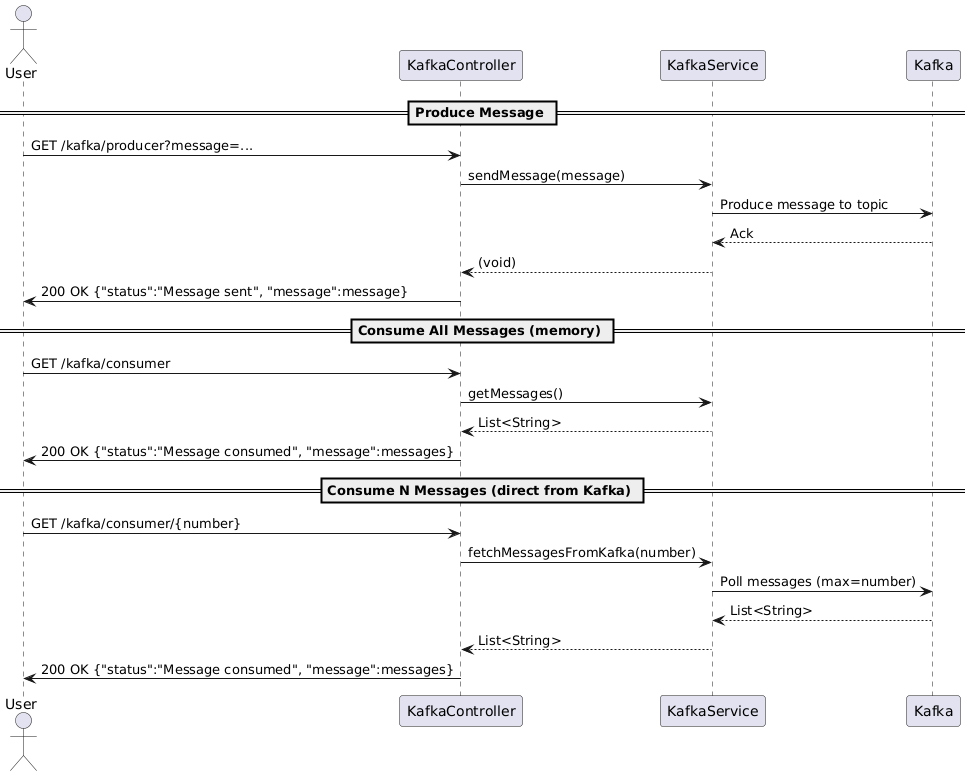 User
KafkaController
KafkaService
Kafka
Produce Message
GET /kafka/producer?message=...
sendMessage(message)
Produce message to topic
Ack
(void)
200 OK {"status":"Message sent", "message":message}
Consume All Messages (memory)
GET /kafka/consumer
getMessages()
List<String>
200 OK {"status":"Message consumed", "message":messages}
Consume N Messages (direct from Kafka)
GET /kafka/consumer/{number}
fetchMessagesFromKafka(number)
Poll messages (max=number)
List<String>
List<String>
200 OK {"status":"Message consumed", "message":messages}
User
KafkaController
KafkaService
Kafka